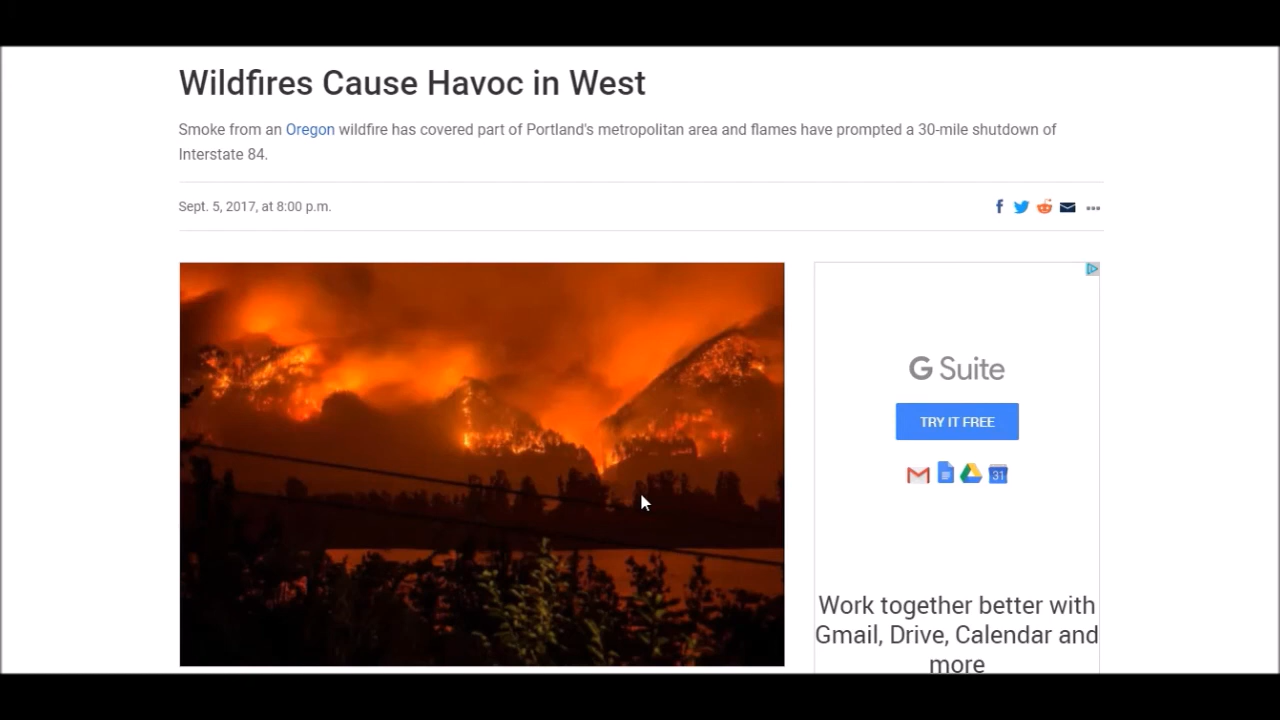 Wildfires Cause Havoc in West
Smoke from an Oregon wildfire has covered part of Portland's metropolitan area and flames have prompted a 30-mile shutdown of
Interstate 84.
Sept. 5, 2017, at 8:00 p.m.
G Suite
TRY IT FREE
31
Work together better with
Gmail, Drive, Calendar and
more